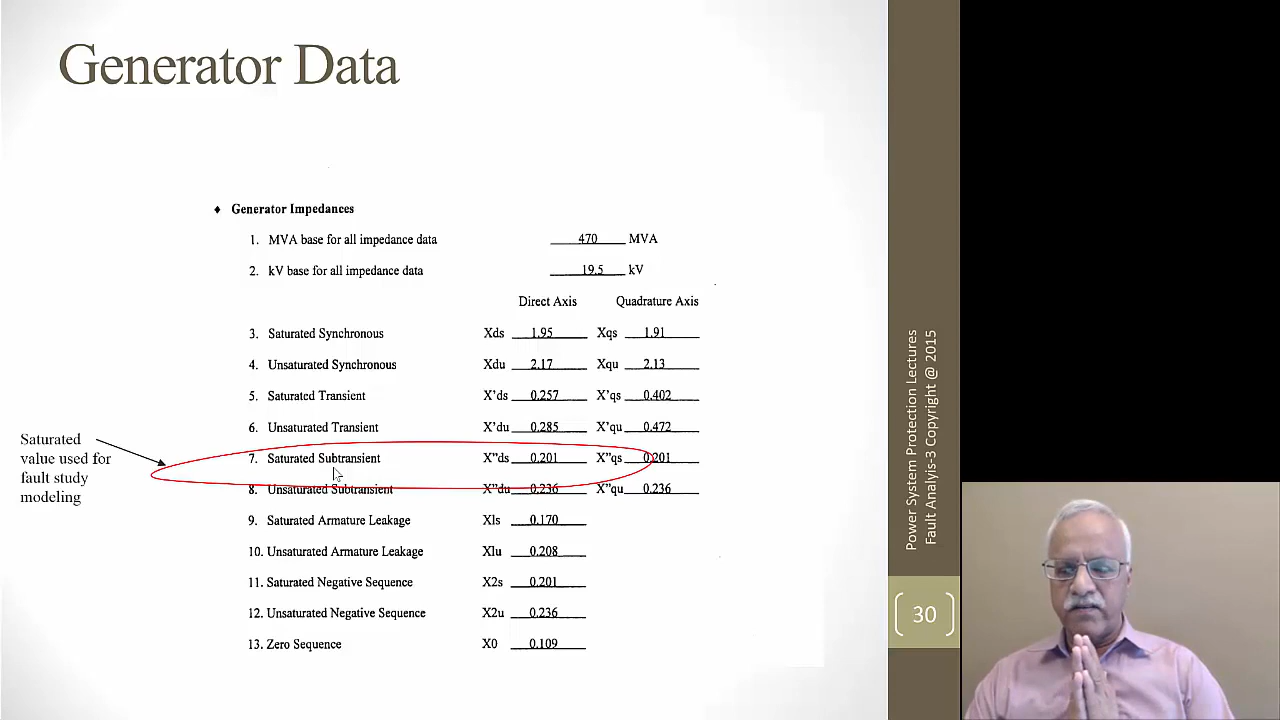 Generator Data
♦ Generator Impedances
1. MVA base for all impedance data 470 MVA
2. kV base for all impedance data 19.5 kV
Direct Axis Quadrature Axis
3. Saturated Synchronous Xds 1.95 Xqs 1.91
4. Unsaturated Synchronous Xdu 2.17 Xqu 2.13
5. Saturated Transient X'ds 0.257 X'qs 0.402
6. Unsaturated Transient X'du 0.285 X'qu 0.472
7. Saturated Subtransient X"ds 0.201 X"qs 0.201
8. Unsaturated Subtransient X"du 0.236 X"qu 0.236
9. Saturated Armature Leakage Xls 0.170
10. Unsaturated Armature Leakage Xlu 0.208
11. Saturated Negative Sequence X2s 0.201
12. Unsaturated Negative Sequence X2u 0.236
13. Zero Sequence X0 0.109
Saturated
value used for
fault study
modeling
Power System Protection Lectures
Fault Analyis-3 Copyright @ 2015
30